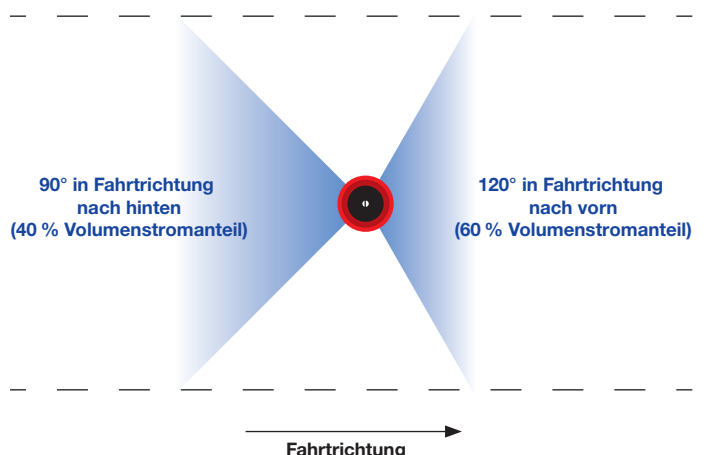 90° in Fahrtrichtung
nach hinten
(40 % Volumenstromanteil)
120° in Fahrtrichtung
nach vorn
(60 % Volumenstromanteil)
Fahrtrichtung